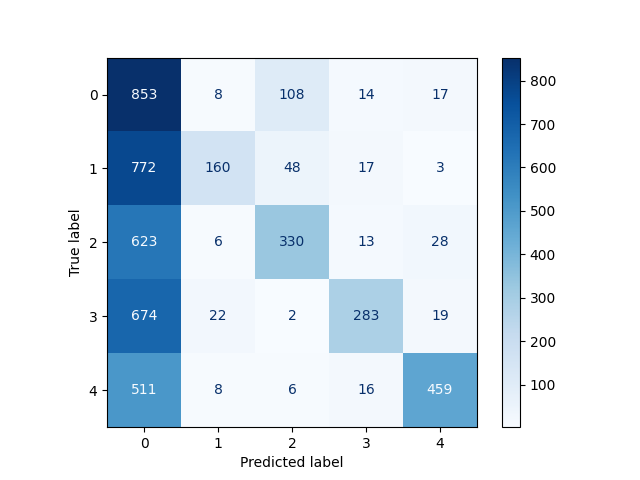 0 853 8 108 14 17
1 772 160 48 17 3
2 623 6 330 13 28
3 674 22 2 283 19
4 511 8 6 16 459
0 1 2 3 4
Predicted label
True label
800
700
600
500
400
300
200
100